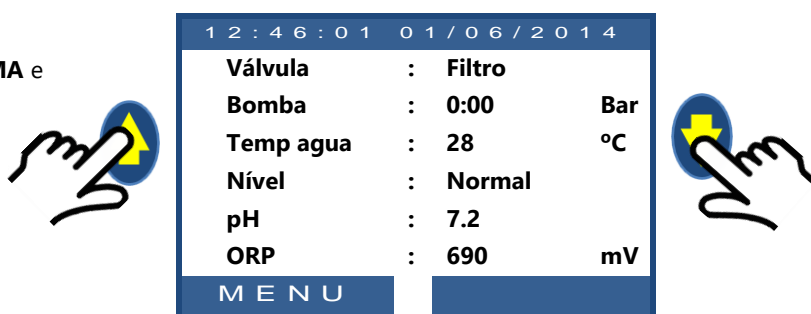 12:46:01 01/06/2014
MA e
Válvula : Filtro
Bomba : 0:00 Bar
Temp agua : 28 ºC
Nível : Normal
pH : 7.2
ORP : 690 mV
MENU